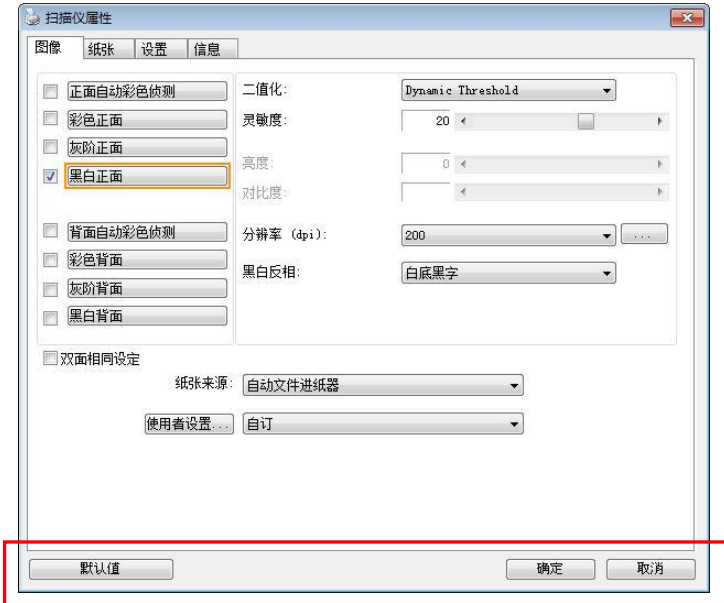 扫描仪属性
图像 纸张 设置 信息
正面自动彩色侦测
彩色正面
灰阶正面
黑白正面
背面自动彩色侦测
彩色背面
灰阶背面
黑白背面
二值化: Dynamic Threshold
灵敏度: 20
亮度: 0
对比度:
分辨率 (dpi): 200 ...
黑白反相: 白底黑字
双面相同设定
纸张来源: 自动文件进纸器
使用者设置... 自订
默认值 确定 取消